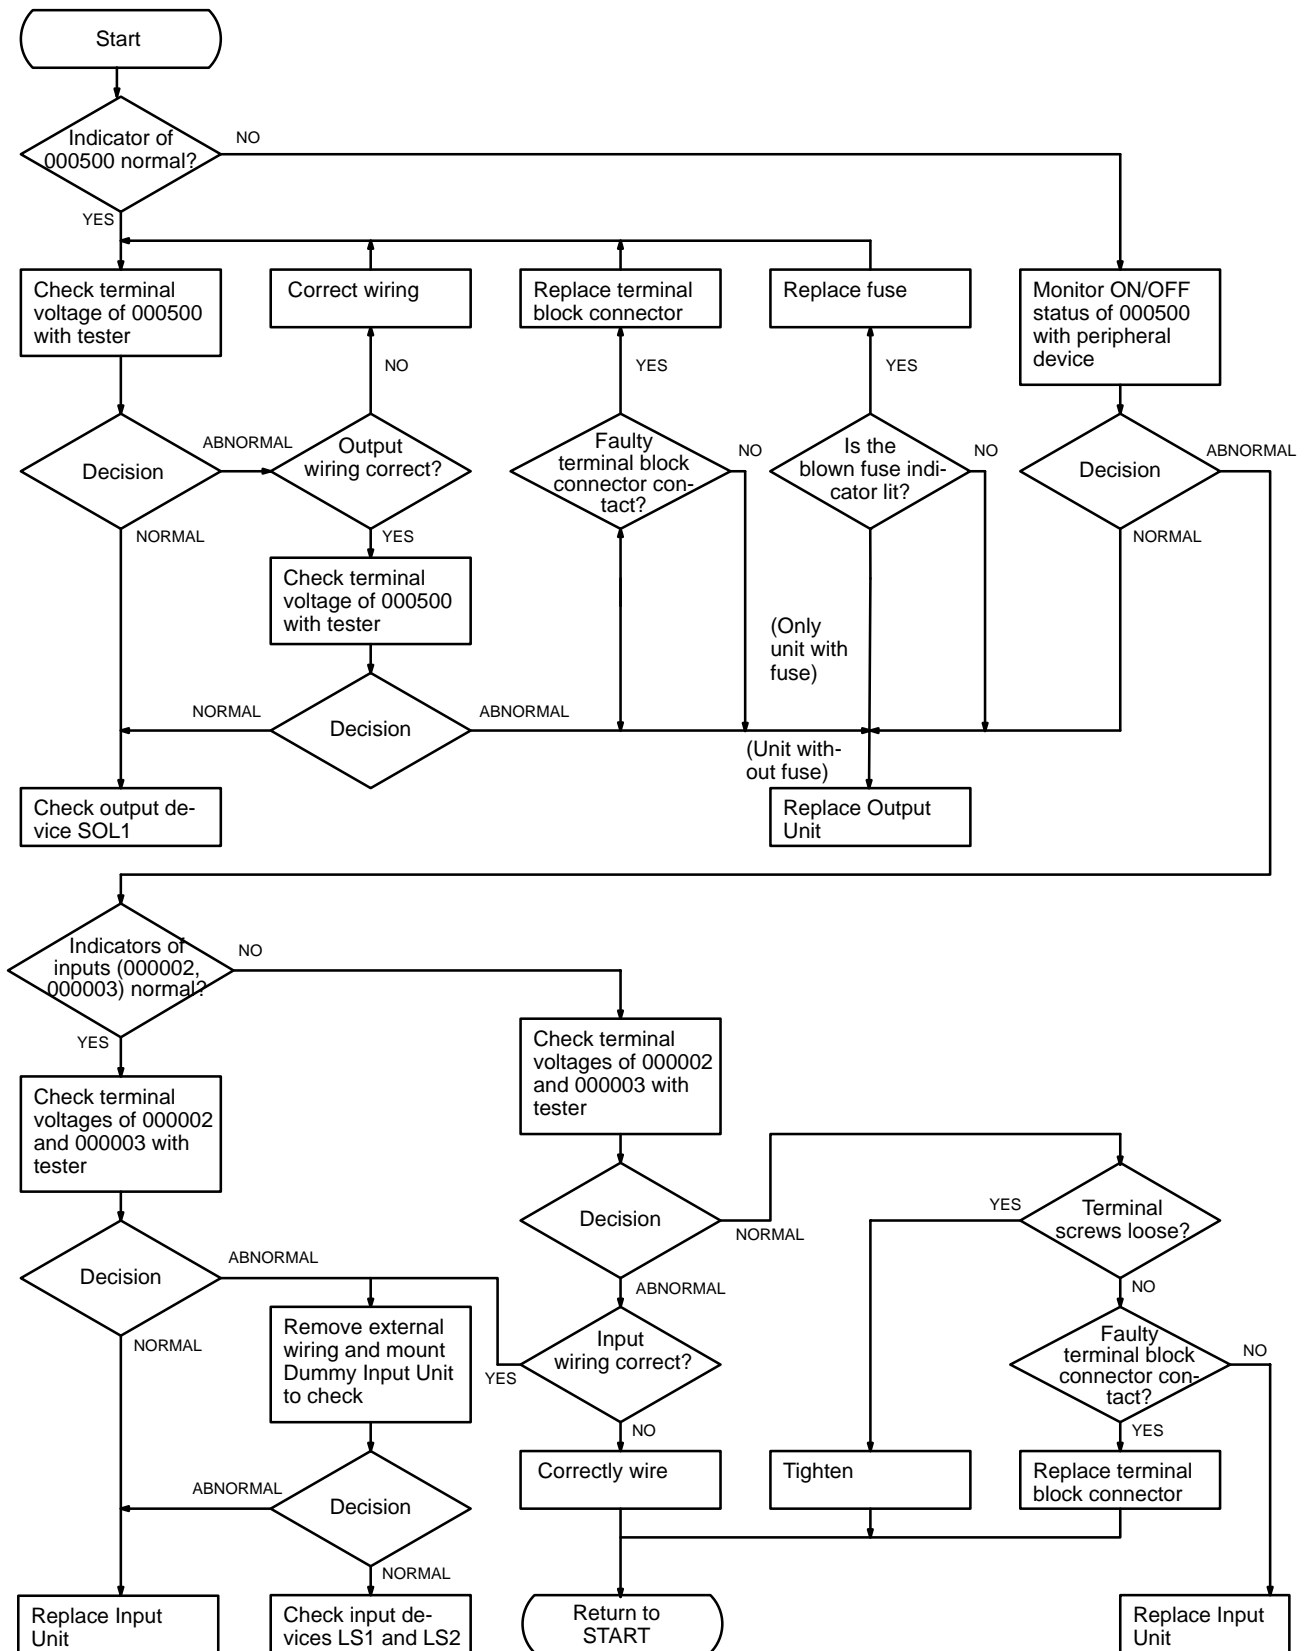 Start
Indicator of
000500 normal?
NO
YES
Check terminal
voltage of 000500
with tester
Correct wiring
Replace terminal
block connector
Replace fuse
Monitor ON/OFF
status of 000500
with peripheral
device
NO
YES
YES
Decision
ABNORMAL
Output
wiring correct?
Faulty
terminal block
connector con-
tact?
NO
Is the
blown fuse indi-
cator lit?
NO
Decision
ABNORMAL
NORMAL
YES
NORMAL
Check terminal
voltage of 000500
with tester
(Only
unit with
fuse)
NORMAL
Decision
ABNORMAL
(Unit with-
out fuse)
Check output de-
vice SOL1
Replace Output
Unit
Indicators of
inputs (000002,
000003) normal?
NO
YES
Check terminal
voltages of 000002
and 000003 with
tester
Check terminal
voltages of 000002
and 000003 with
tester
Decision
NORMAL
YES
Terminal
screws loose?
Decision
ABNORMAL
ABNORMAL
NO
NORMAL
Remove external
wiring and mount
Dummy Input Unit
to check
YES
Input
wiring correct?
Faulty
terminal block
connector con-
tact?
NO
NO
YES
Correctly wire
Tighten
Replace terminal
block connector
ABNORMAL
Decision
NORMAL
Replace Input
Unit
Check input de-
vices LS1 and LS2
Return to
START
Replace Input
Unit